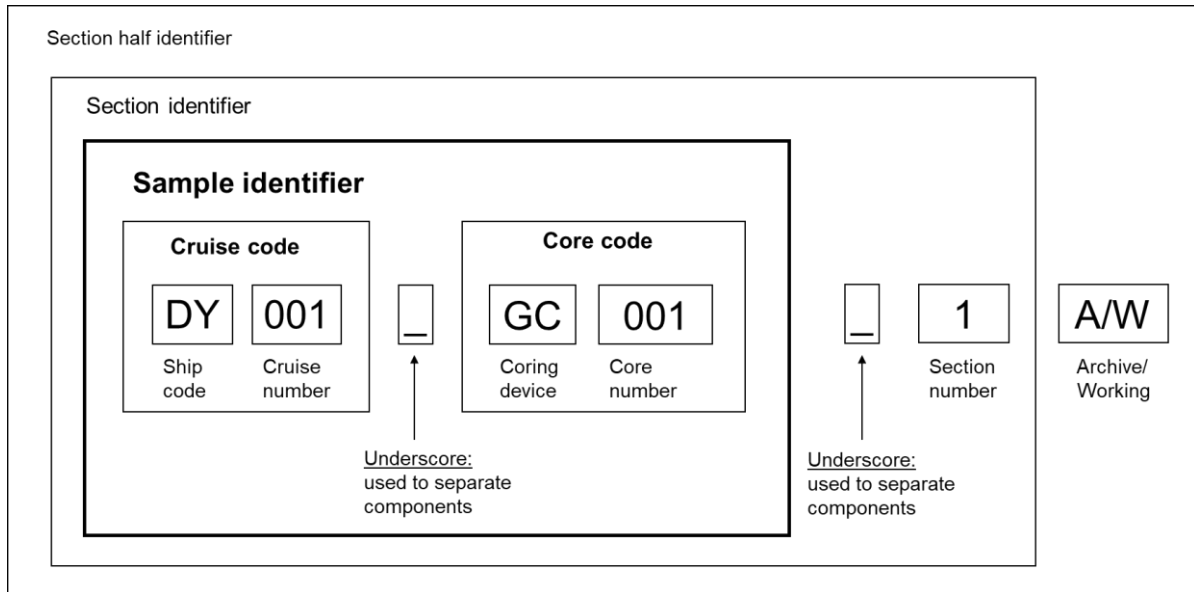 Section half identifier
Section identifier
Sample identifier
Cruise code
Core code
DY 001 _ GC 001 _ 1 A/W
Ship
code
Cruise
number
Coring
device
Core
number
Section
number
Archive/
Working
Underscore:
used to separate
components
Underscore:
used to separate
components